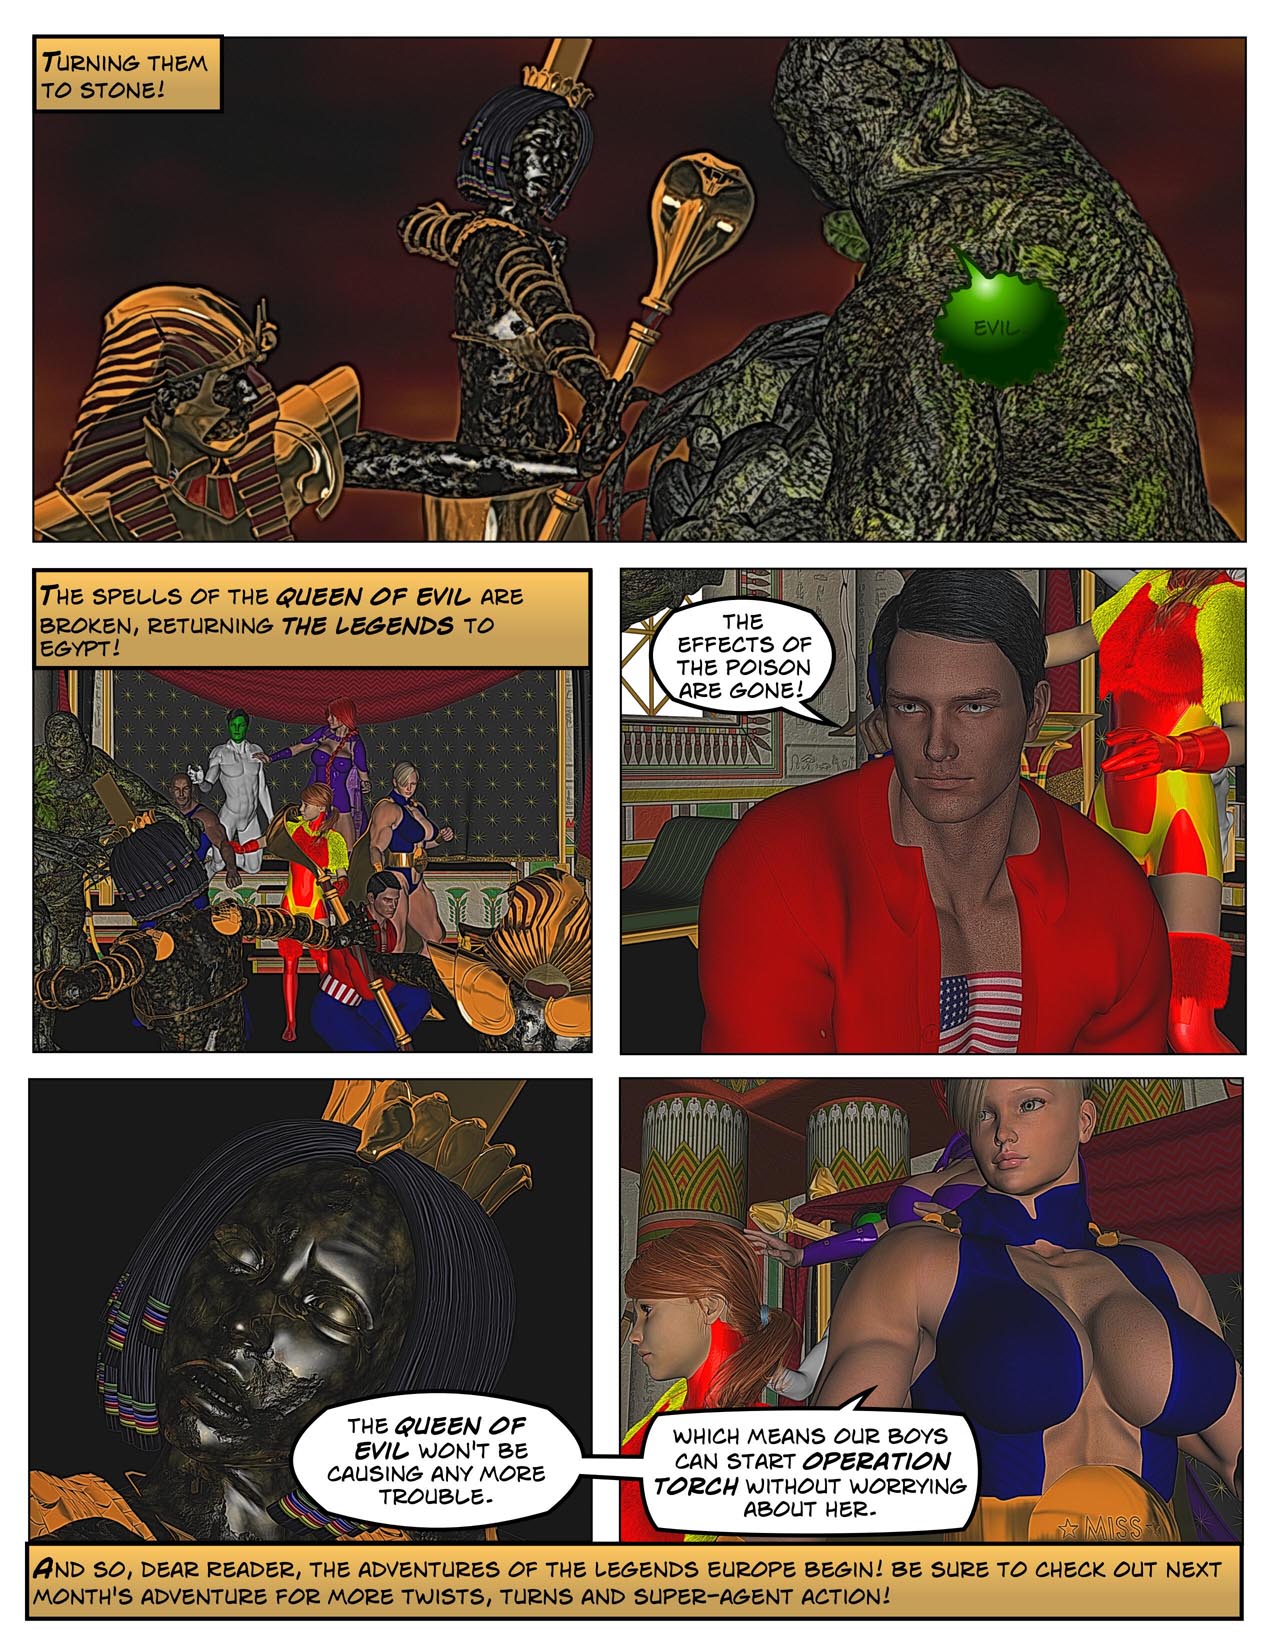 TURNING THEM
TO STONE!
EVIL
THE SPELLS OF THE QUEEN OF EVIL ARE
BROKEN, RETURNING THE LEGENDS TO
EGYPT!
THE
EFFECTS OF
THE POISON
ARE GONE!
THE QUEEN OF
EVIL WON'T BE
CAUSING ANY MORE
TROUBLE.
WHICH MEANS OUR BOYS
CAN START OPERATION
TORCH WITHOUT WORRYING
ABOUT HER.
☆ MISS ☆
AND SO, DEAR READER, THE ADVENTURES OF THE LEGENDS EUROPE BEGIN! BE SURE TO CHECK OUT NEXT
MONTH'S ADVENTURE FOR MORE TWISTS, TURNS AND SUPER-AGENT ACTION!